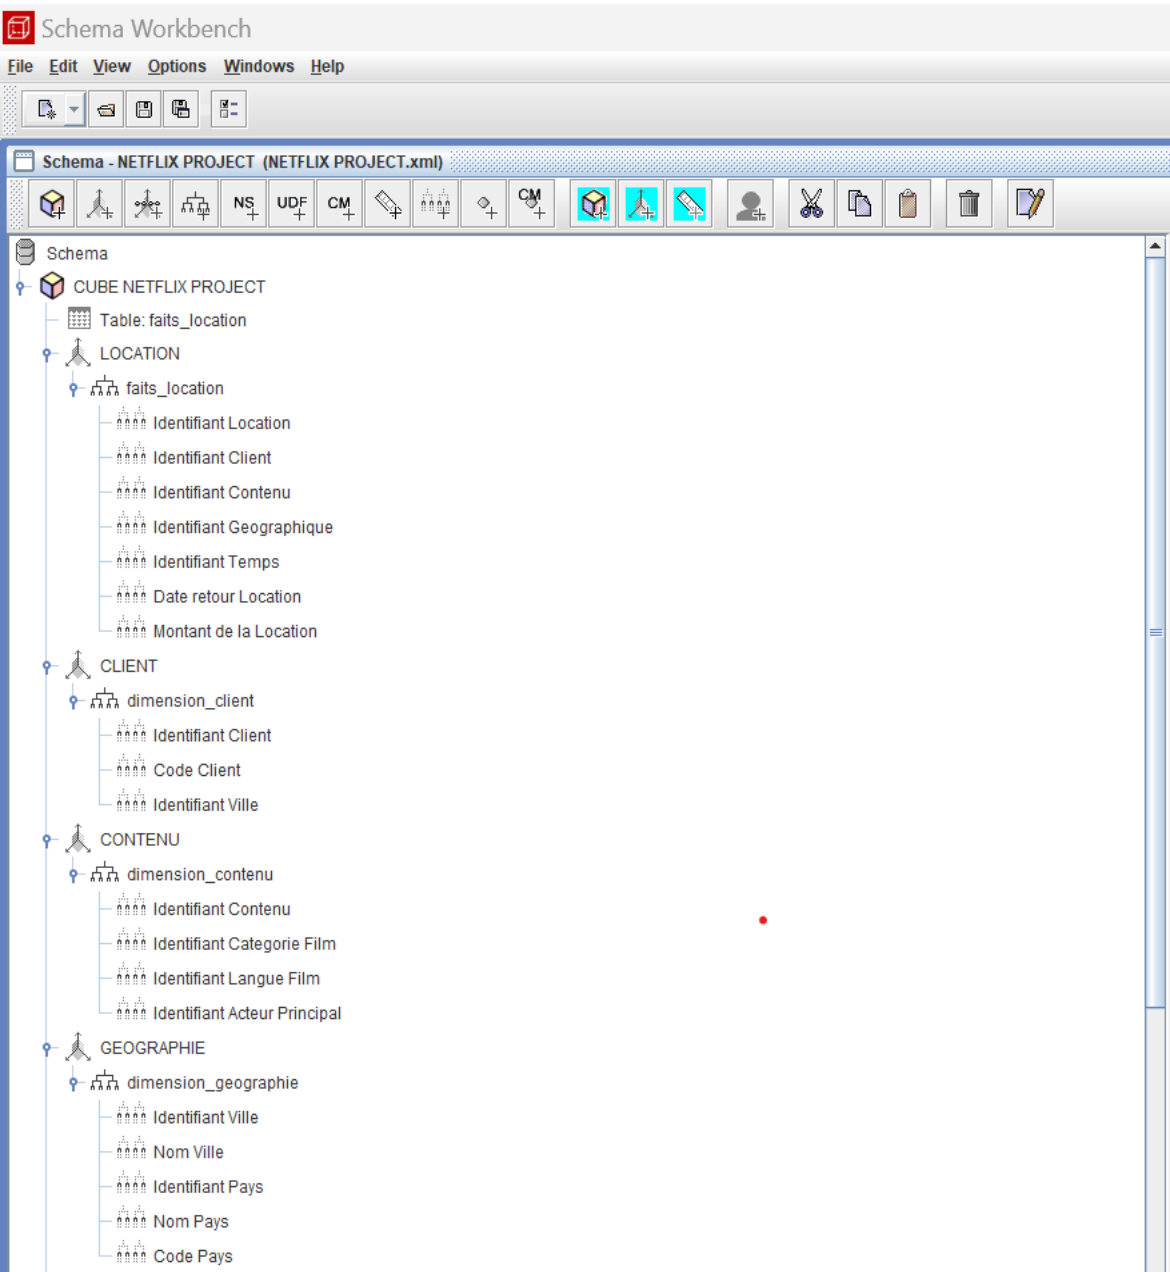 Schema Workbench
File Edit View Options Windows Help
Schema - NETFLIX PROJECT (NETFLIX PROJECT.xml)
NS UDF CM CM
Schema
CUBE NETFLIX PROJECT
Table: faits_location
LOCATION
faits_location
Identifiant Location
Identifiant Client
Identifiant Contenu
Identifiant Geographique
Identifiant Temps
Date retour Location
Montant de la Location
CLIENT
dimension_client
Identifiant Client
Code Client
Identifiant Ville
CONTENU
dimension_contenu
Identifiant Contenu
Identifiant Categorie Film
Identifiant Langue Film
Identifiant Acteur Principal
GEOGRAPHIE
dimension_geographie
Identifiant Ville
Nom Ville
Identifiant Pays
Nom Pays
Code Pays